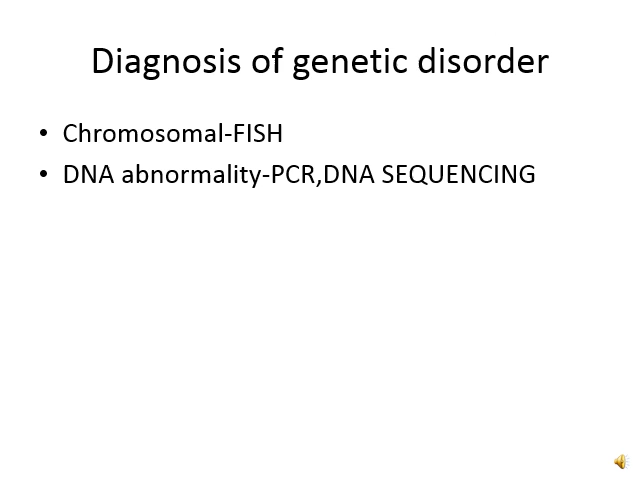 Diagnosis of genetic disorder
• Chromosomal-FISH
• DNA abnormality-PCR,DNA SEQUENCING